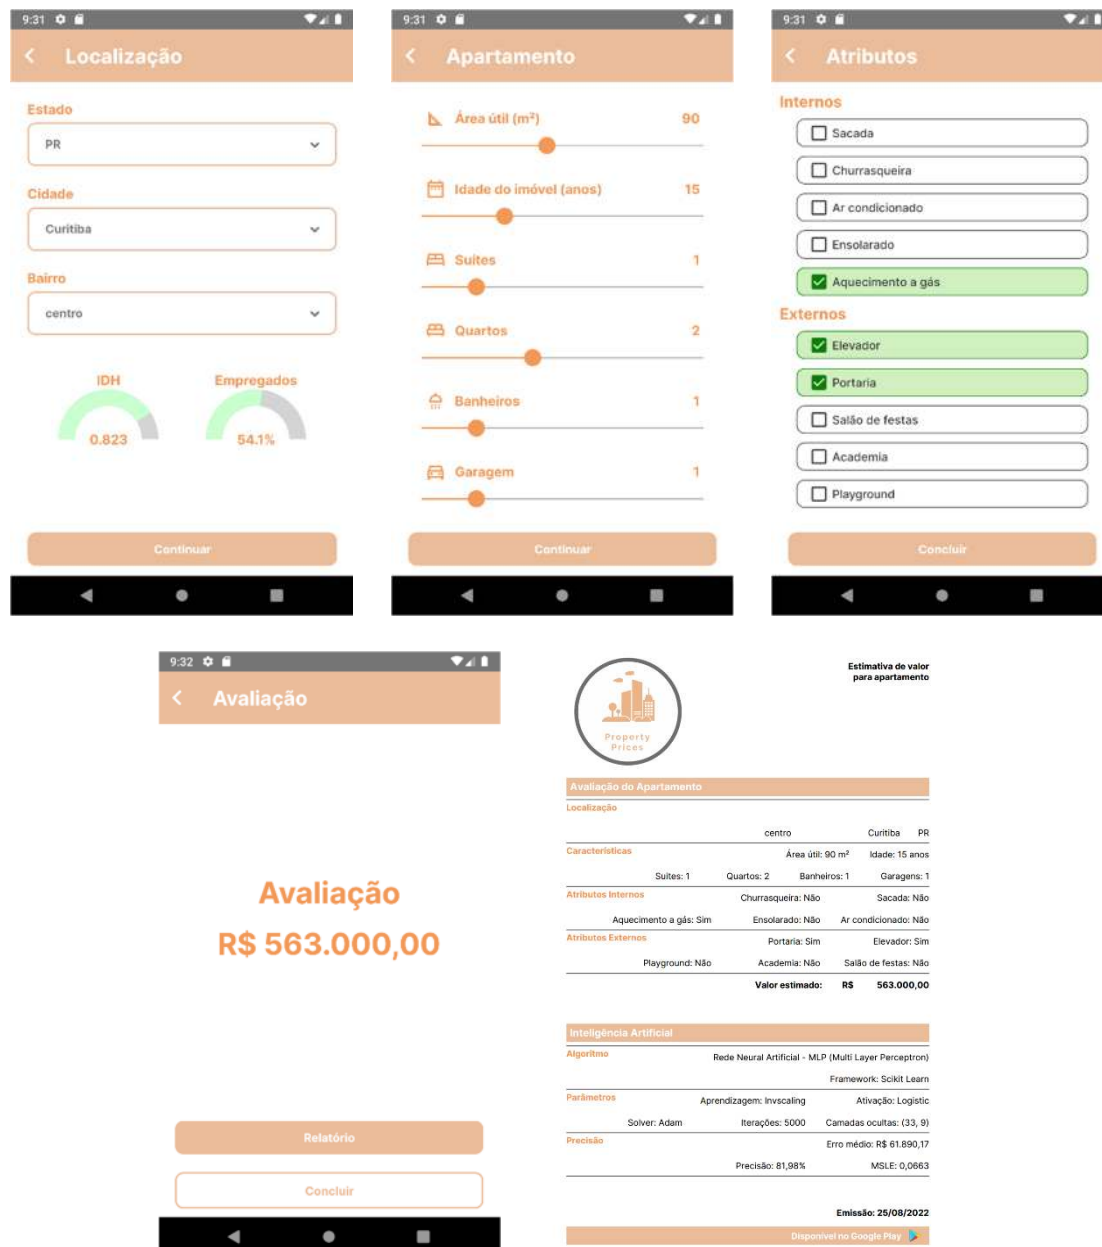 9:31
Localização
Estado
PR
Cidade
Curitiba
Bairro
centro
IDH
Empregados
0.823
54.1%
Continuar
9:31
Apartamento
Área útil (m²)
90
Idade do imóvel (anos)
15
Suítes
1
Quartos
2
Banheiros
1
Garagem
1
Continuar
9:31
Atributos
Internos
Sacada
Churrasqueira
Ar condicionado
Ensolarado
Aquecimento a gás
Externos
Elevador
Portaria
Salão de festas
Academia
Playground
Concluir
9:32
Avaliação
Avaliação
R$ 563.000,00
Relatório
Concluir
Property
Prices
Estimativa de valor
para apartamento
Avaliação do Apartamento
Localização
centro Curitiba PR
Características Área útil: 90 m² Idade: 15 anos
Suites: 1 Quartos: 2 Banheiros: 1 Garagens: 1
Atributos Internos Churrasqueira: Não Sacada: Não
Aquecimento a gás: Sim Ensolarado: Não Ar condicionado: Não
Atributos Externos Portaria: Sim Elevador: Sim
Playground: Não Academia: Não Salão de festas: Não
Valor estimado: R$ 563.000,00
Inteligência Artificial
Algoritmo Rede Neural Artificial - MLP (Multi Layer Perceptron)
Framework: Scikit Learn
Parâmetros Aprendizagem: Invscaling Ativação: Logistic
Solver: Adam Iterações: 5000 Camadas ocultas: (33, 9)
Precisão Erro médio: R$ 61.890,17
Precisão: 81,98% MSLE: 0,0663
Emissão: 25/08/2022
Disponível no Google Play